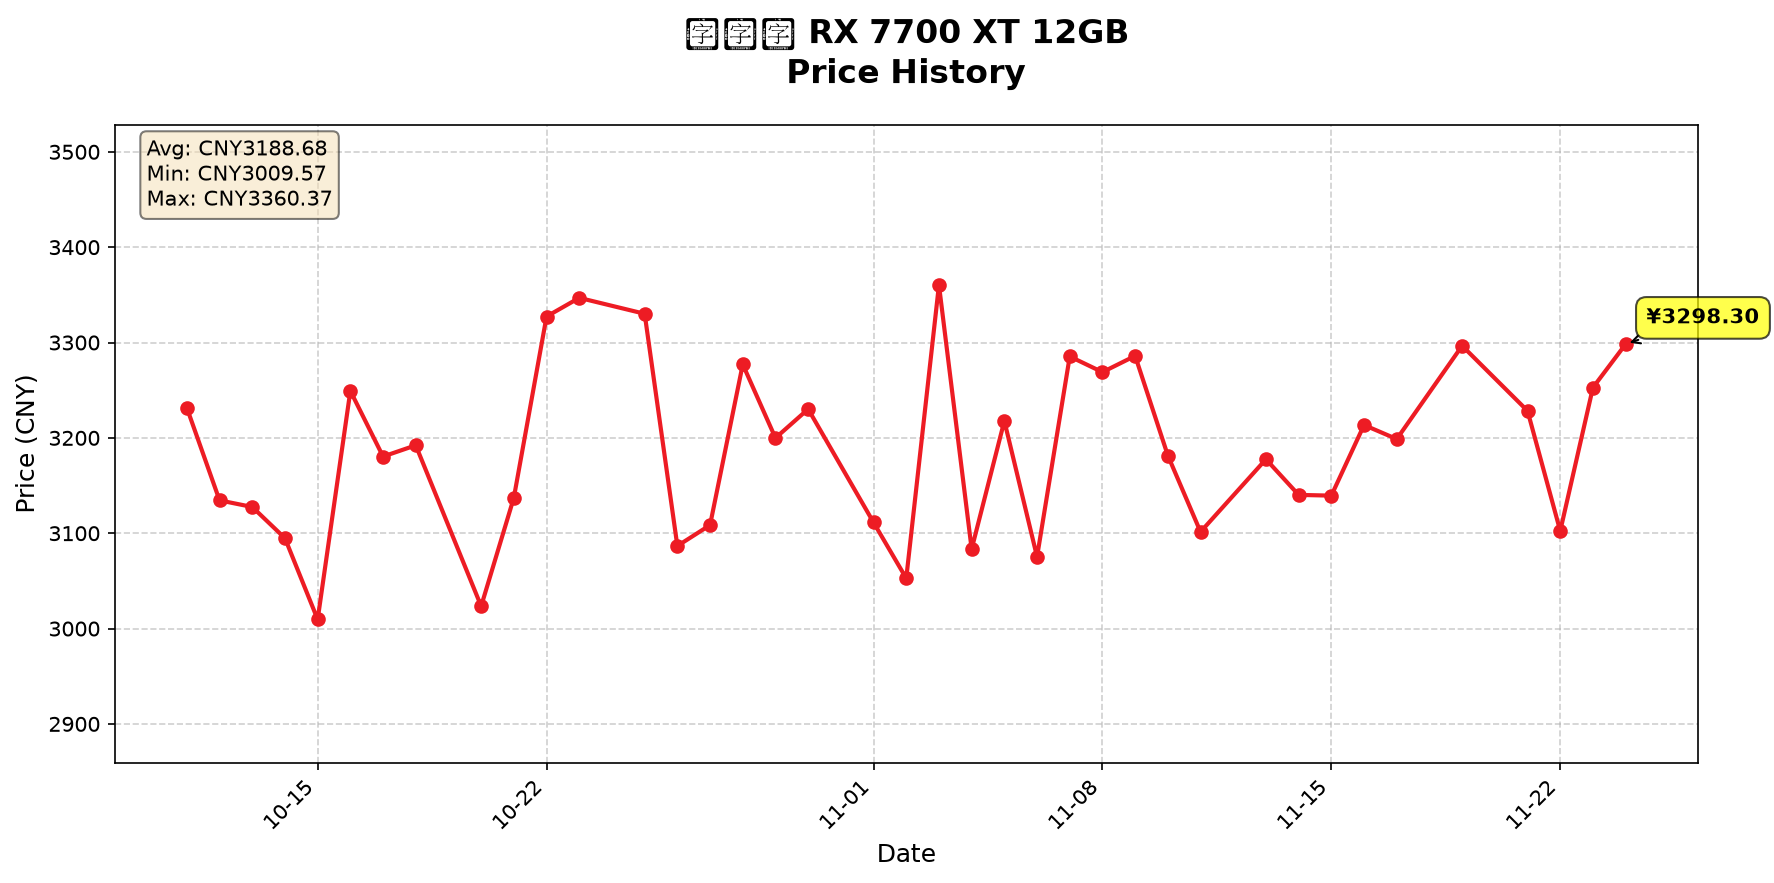 RX 7700 XT 12GB
Price History
Avg: CNY3188.68
Min: CNY3009.57
Max: CNY3360.37
¥3298.30
Price (CNY)
3500
3400
3300
3200
3100
3000
2900
10-15
10-22
11-01
11-08
11-15
11-22
Date